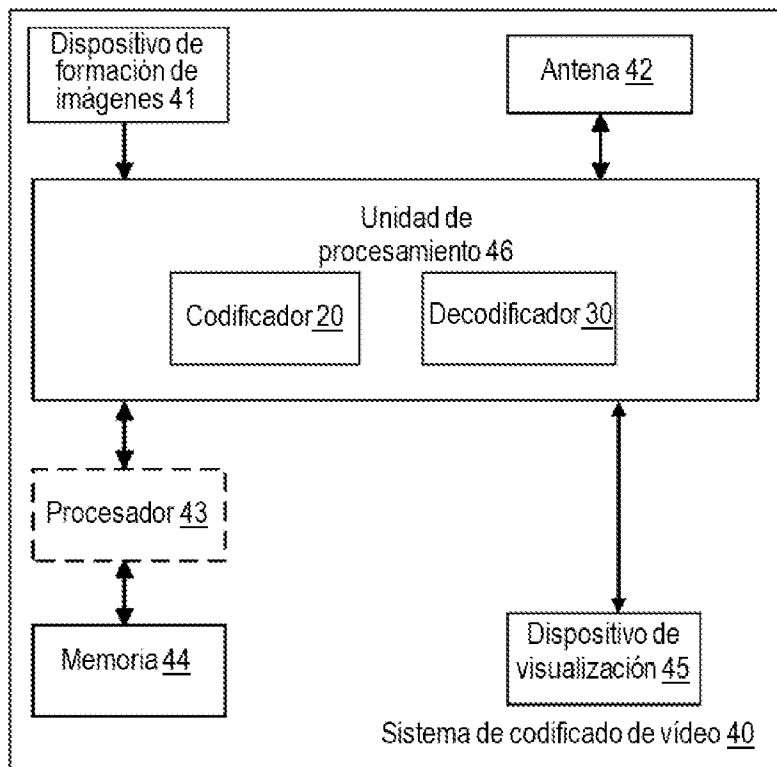 Dispositivo de
formación de
imágenes 41
Antena 42
Unidad de
procesamiento 46
Codificador 20
Decodificador 30
Procesador 43
Memoria 44
Dispositivo de
visualización 45
Sistema de codificado de vídeo 40